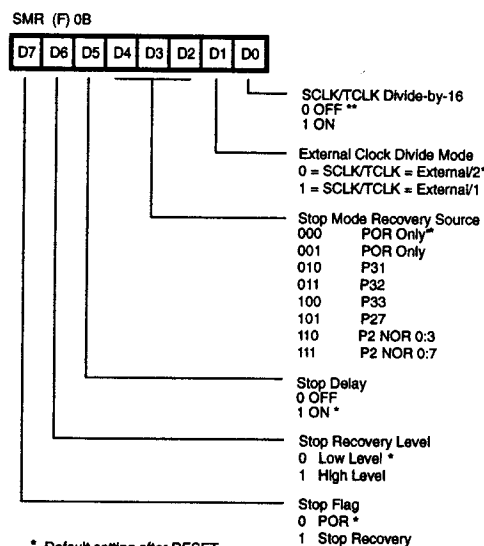 SMR (F) 0B
D7 D6 D5 D4 D3 D2 D1 D0
SCLK/TCLK Divide-by-16
0 OFF **
1 ON
External Clock Divide Mode
0 = SCLK/TCLK = External/2*
1 = SCLK/TCLK = External/1
Stop Mode Recovery Source
000 POR Only**
001 POR Only
010 P31
011 P32
100 P33
101 P27
110 P2 NOR 0:3
111 P2 NOR 0:7
Stop Delay
0 OFF
1 ON *
Stop Recovery Level
0 Low Level *
1 High Level
Stop Flag
0 POR *
1 Stop Recovery
* Default setting after RESET